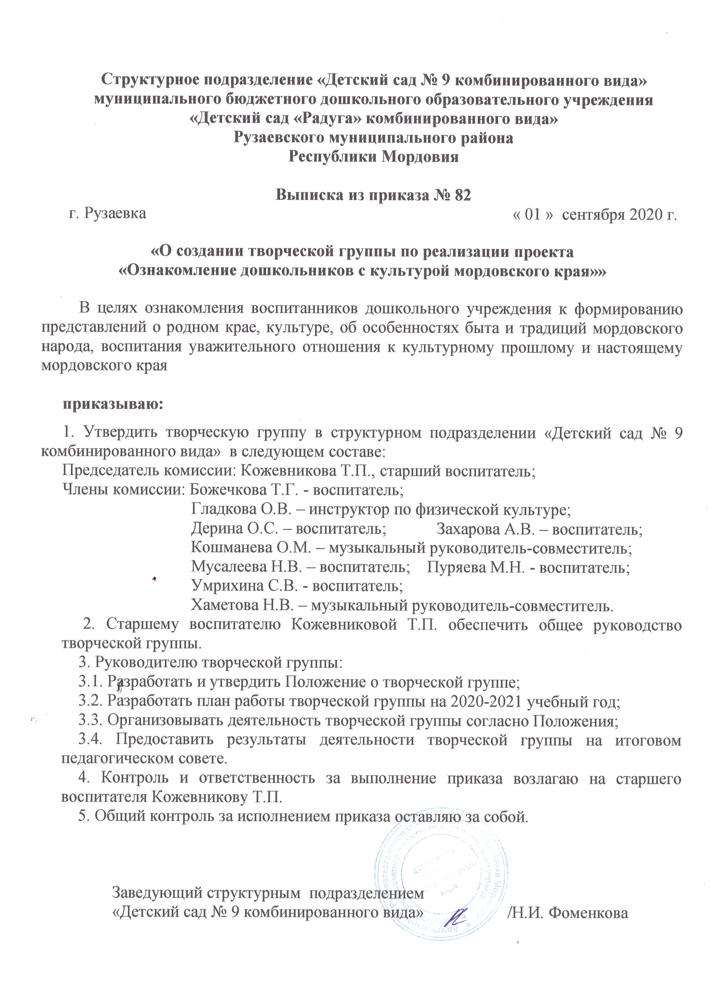 Структурное подразделение «Детский сад № 9 комбинированного вида»
муниципального бюджетного дошкольного образовательного учреждения
«Детский сад «Радуга» комбинированного вида»
Рузаевского муниципального района
Республики Мордовия
Выписка из приказа № 82
г. Рузаевка « 01 » сентября 2020 г.
«О создании творческой группы по реализации проекта
«Ознакомление дошкольников с культурой мордовского края»»
В целях ознакомления воспитанников дошкольного учреждения к формированию
представлений о родном крае, культуре, об особенностях быта и традиций мордовского
народа, воспитания уважительного отношения к культурному прошлому и настоящему
мордовского края
приказываю:
1. Утвердить творческую группу в структурном подразделении «Детский сад № 9
комбинированного вида» в следующем составе:
Председатель комиссии: Кожевникова Т.П., старший воспитатель;
Члены комиссии: Божечкова Т.Г. - воспитатель;
Гладкова О.В. – инструктор по физической культуре;
Дерина О.С. – воспитатель; Захарова А.В. – воспитатель;
Кошманева О.М. – музыкальный руководитель-совместитель;
Мусалеева Н.В. – воспитатель; Пуряева М.Н. - воспитатель;
Умрихина С.В. - воспитатель;
Хаметова Н.В. – музыкальный руководитель-совместитель.
2. Старшему воспитателю Кожевниковой Т.П. обеспечить общее руководство
творческой группы.
3. Руководителю творческой группы:
3.1. Разработать и утвердить Положение о творческой группе;
3.2. Разработать план работы творческой группы на 2020-2021 учебный год;
3.3. Организовывать деятельность творческой группы согласно Положения;
3.4. Предоставить результаты деятельности творческой группы на итоговом
педагогическом совете.
4. Контроль и ответственность за выполнение приказа возлагаю на старшего
воспитателя Кожевникову Т.П.
5. Общий контроль за исполнением приказа оставляю за собой.
вида
Заведующий структурным подразделением
«Детский сад № 9 комбинированного вида» /Н.И. Фоменкова